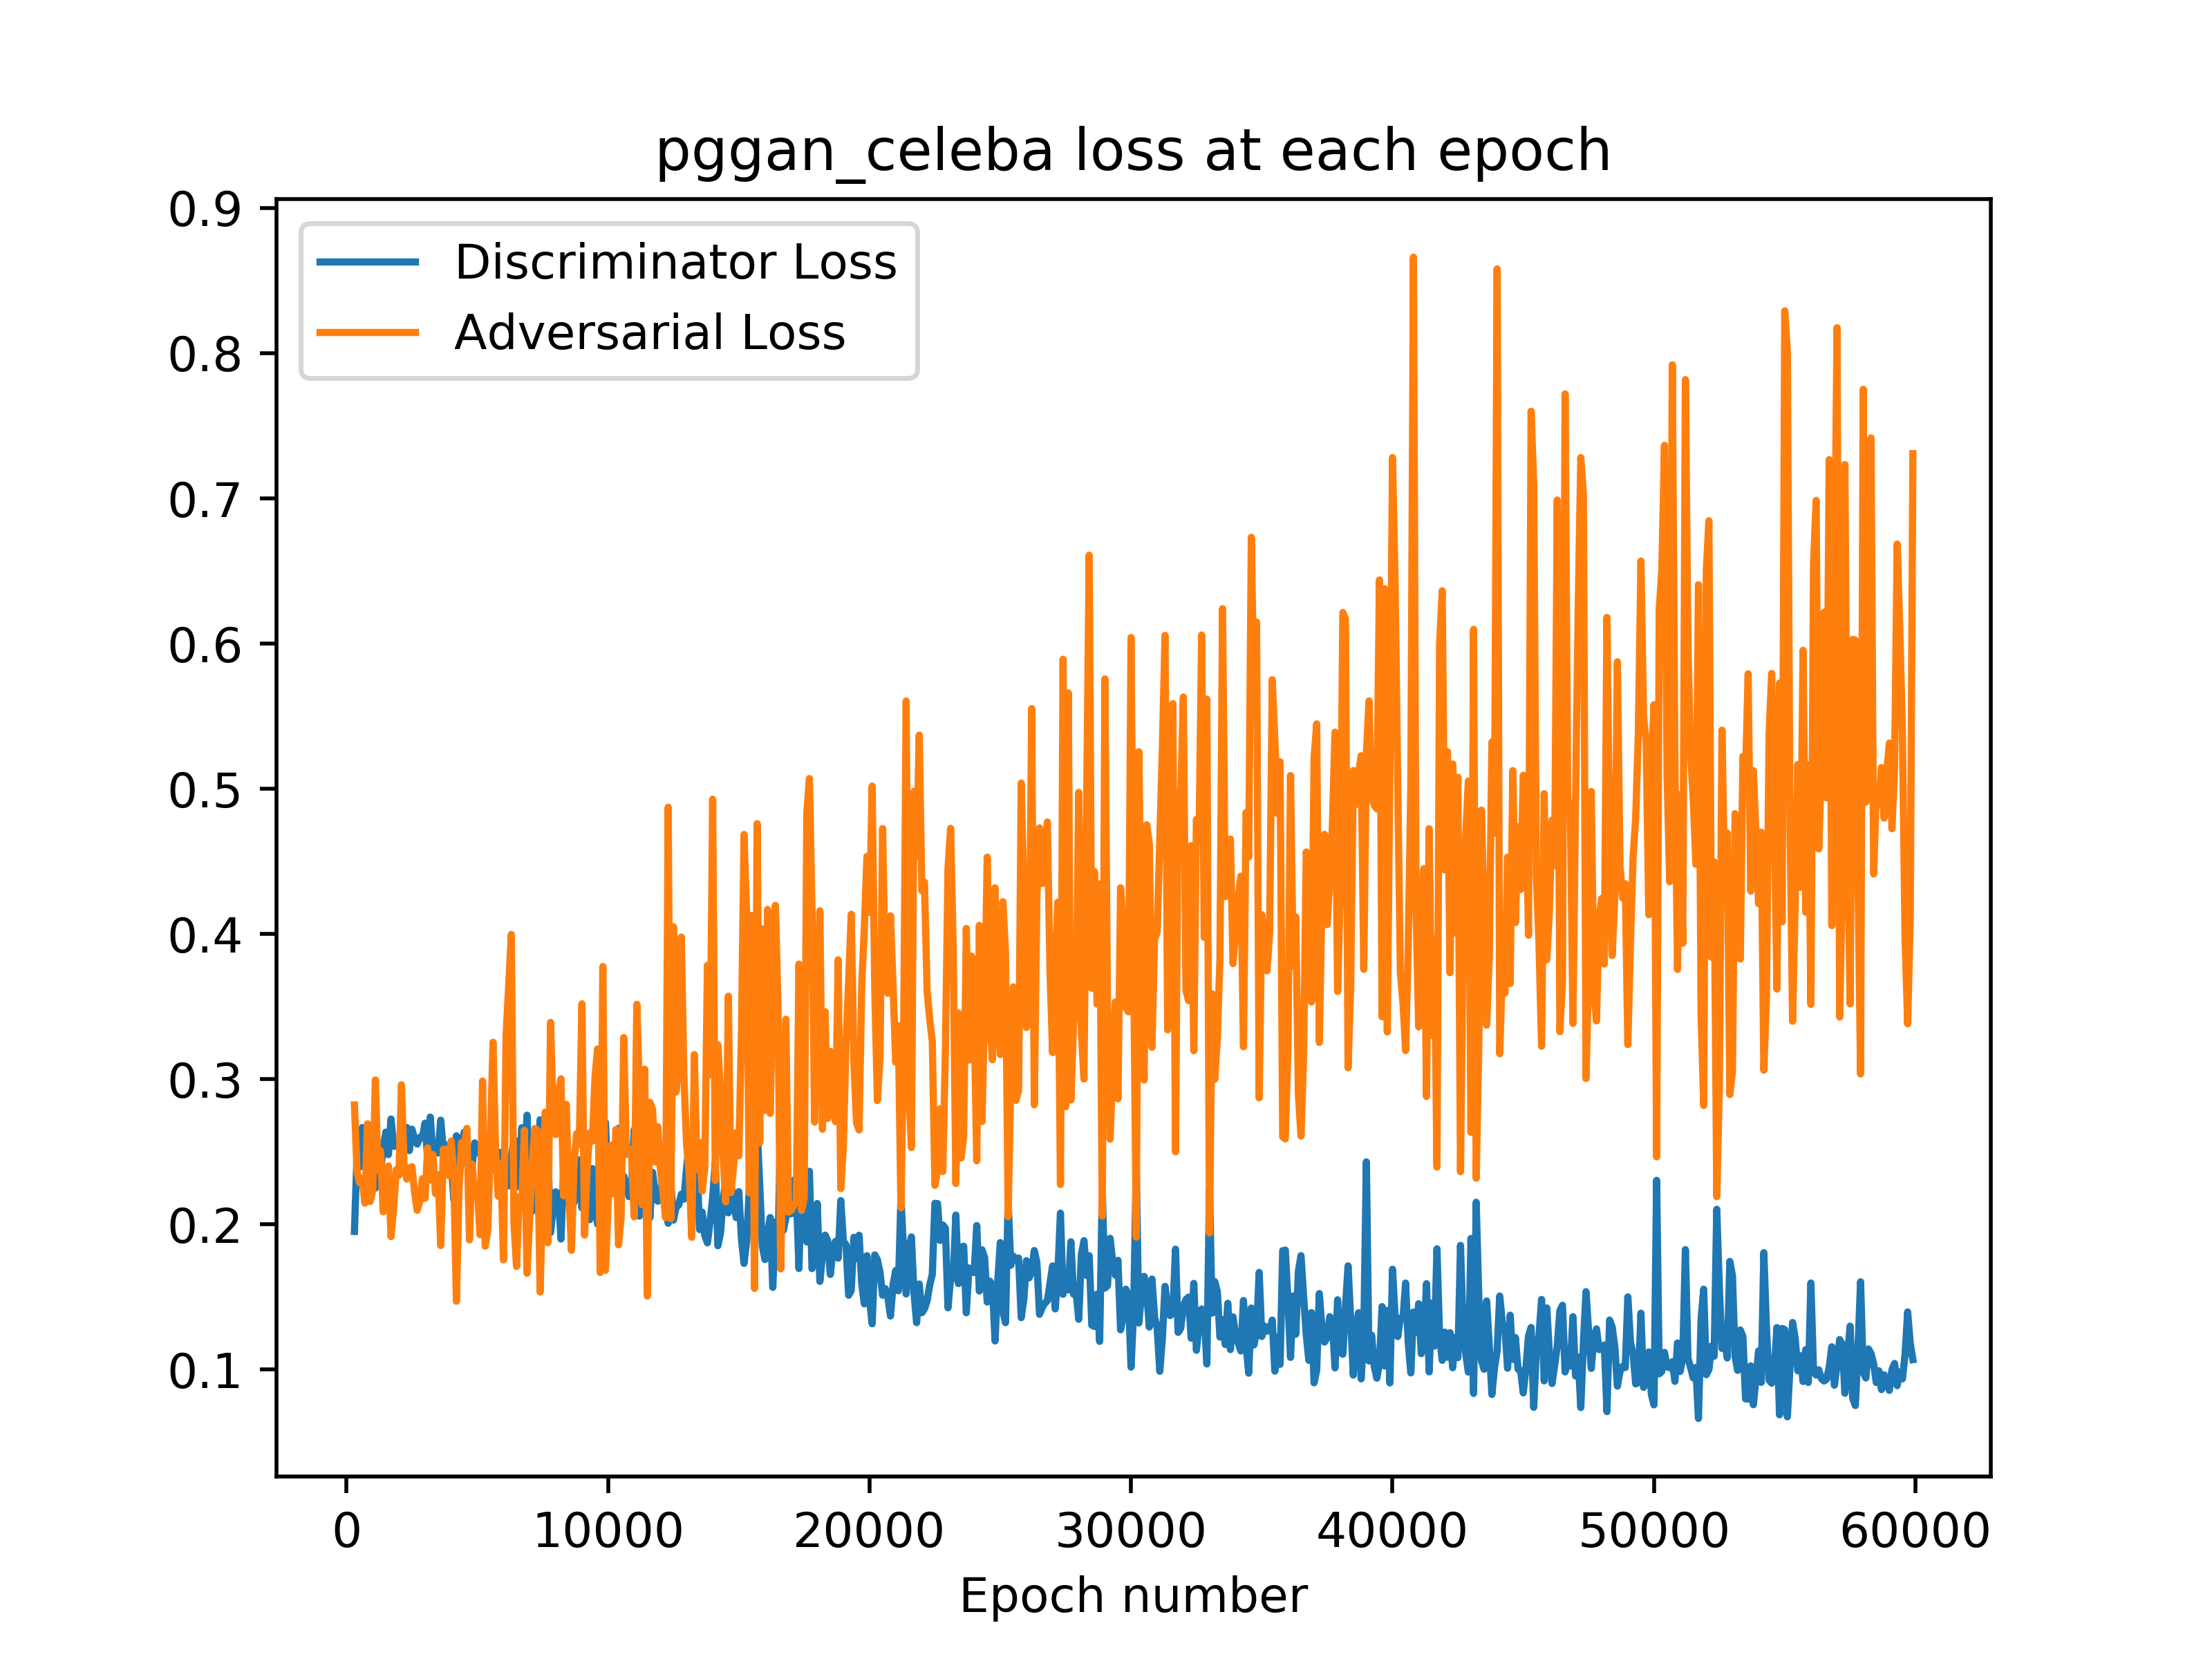 pggan_celeba loss at each epoch
Discriminator Loss
Adversarial Loss
0.9
0.8
0.7
0.6
0.5
0.4
0.3
0.2
0.1
0 10000 20000 30000 40000 50000 60000
Epoch number